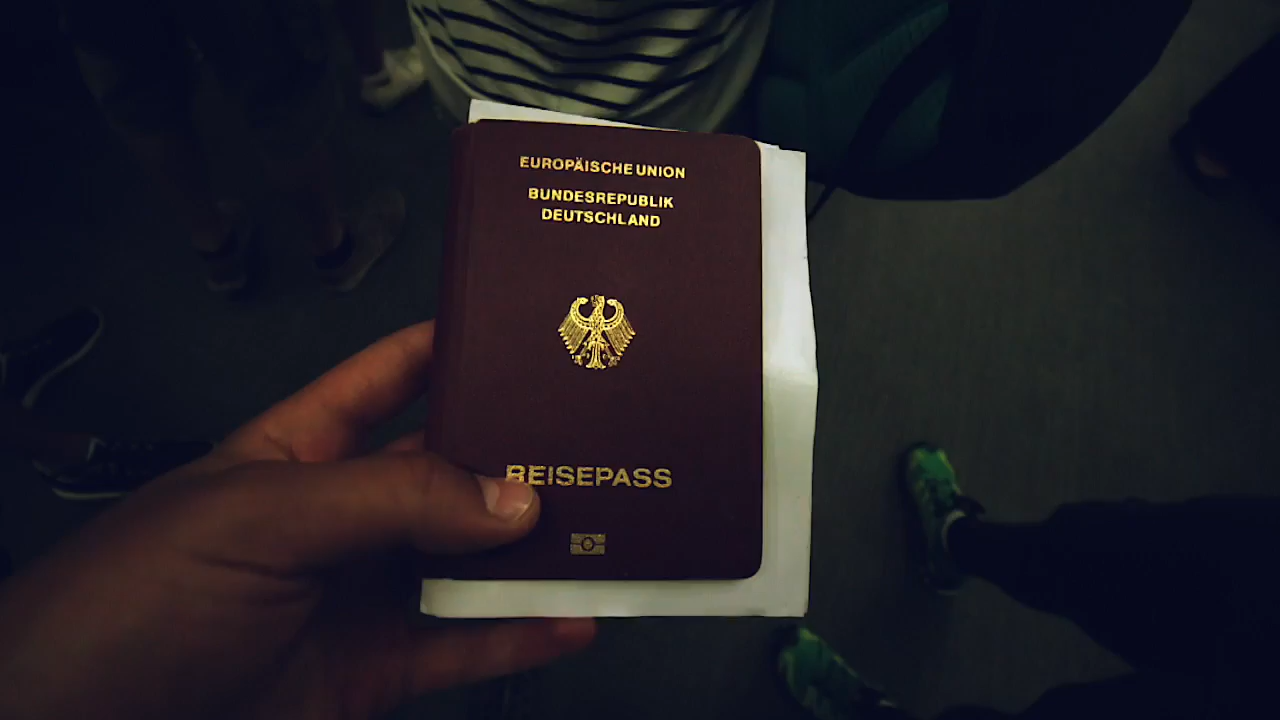 EUROPÄISCHE UNION
BUNDESREPUBLIK
DEUTSCHLAND
REISEPASS